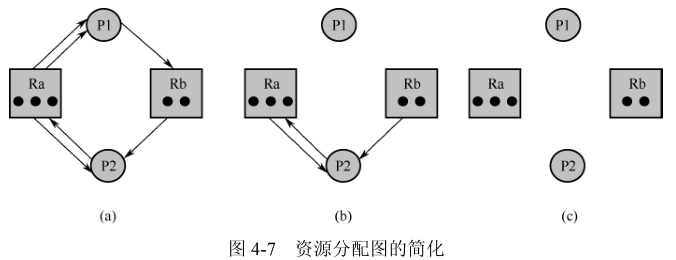 P1 P1 P1
Ra Rb Ra Rb Ra Rb
P2 P2 P2
(a) (b) (c)
图 4-7 资源分配图的简化